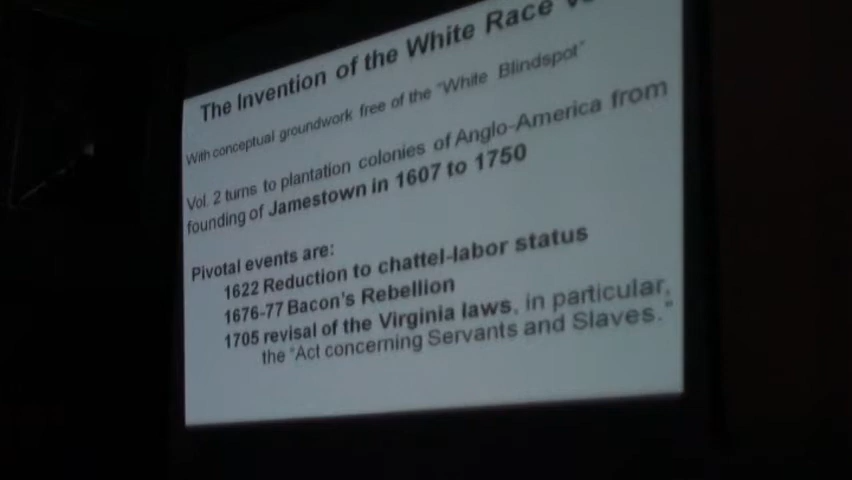 The Invention of the White Race
With conceptual groundwork free of the "White Blindspot"
Vol. 2 turns to plantation colonies of Anglo-America from
founding of Jamestown in 1607 to 1750
Pivotal events are:
1622 Reduction to chattel-labor status
1676-77 Bacon's Rebellion
1705 revisal of the Virginia laws, in particular,
the "Act concerning Servants and Slaves."